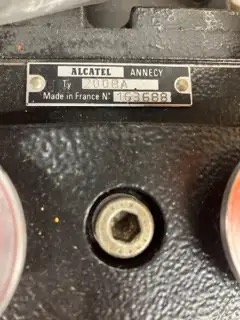 ALCATEL ANNECY
Ty 2008A
Made in France N° 163688